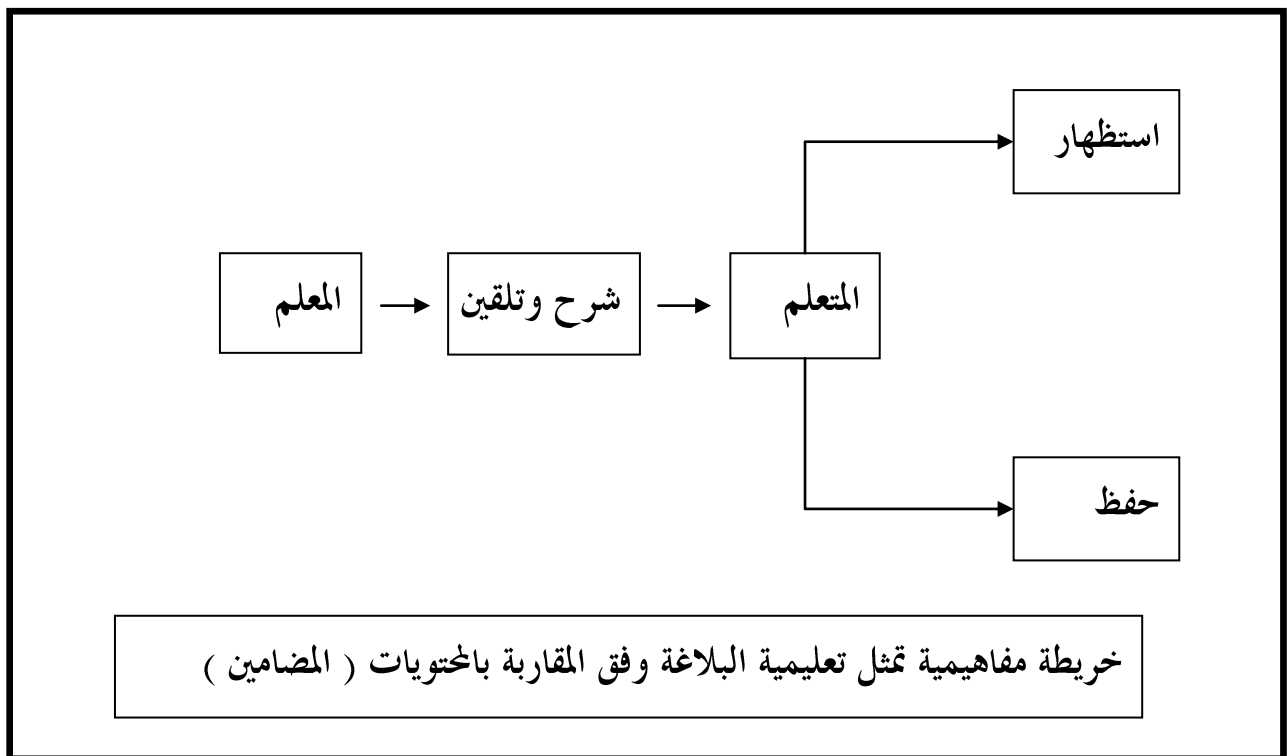 استظهار
المعلم
شرح وتلقين
المتعلم
حفظ
خريطة مفاهيمية تمثل تعليمية البلاغة وفق المقاربة بالمحتويات ( المضامين )